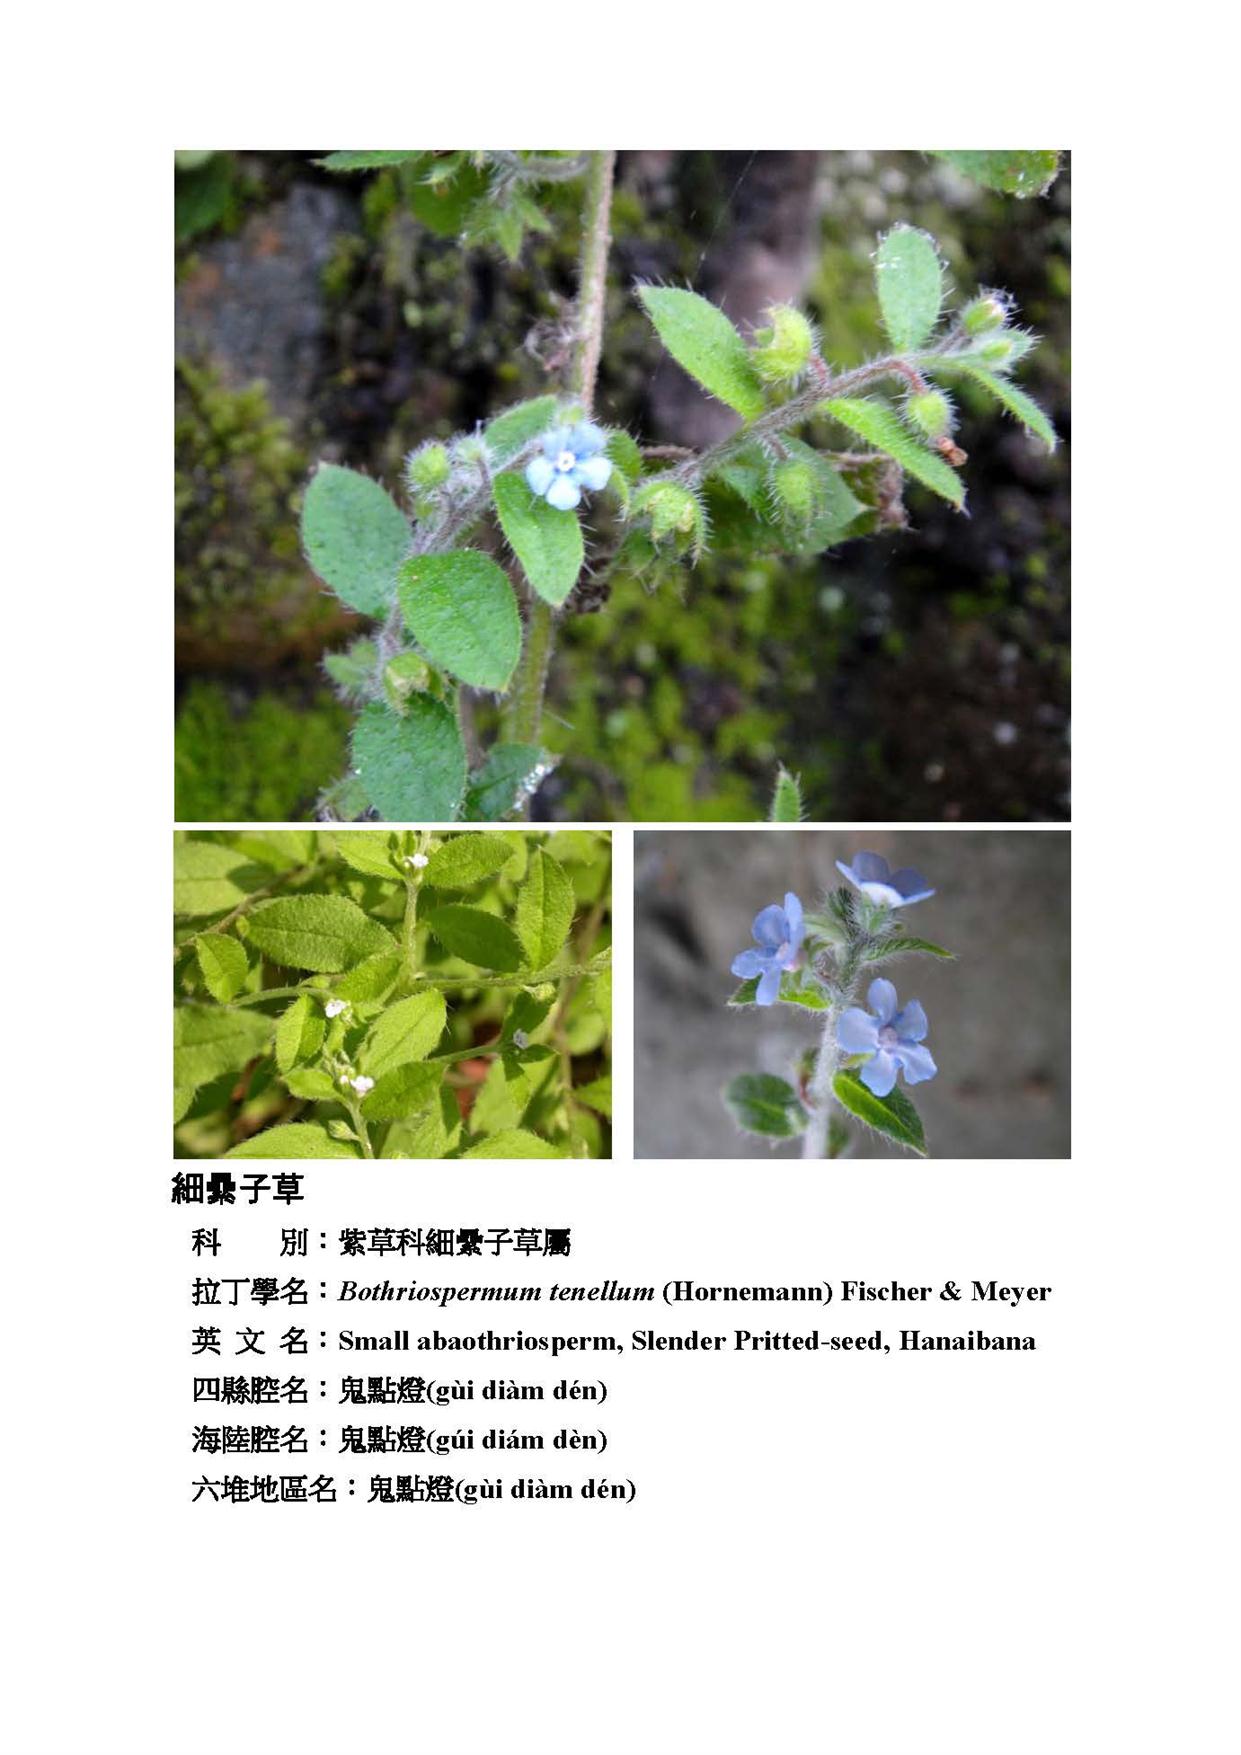 細纍子草
科　　別：紫草科細纍子草屬
拉丁學名：Bothriospermum tenellum (Hornemann) Fischer & Meyer
英 文 名：Small abaothriosperm, Slender Pritted-seed, Hanaibana
四縣腔名：鬼點燈(gùi diàm dén)
海陸腔名：鬼點燈(gúi diám dèn)
六堆地區名：鬼點燈(gùi diàm dén)